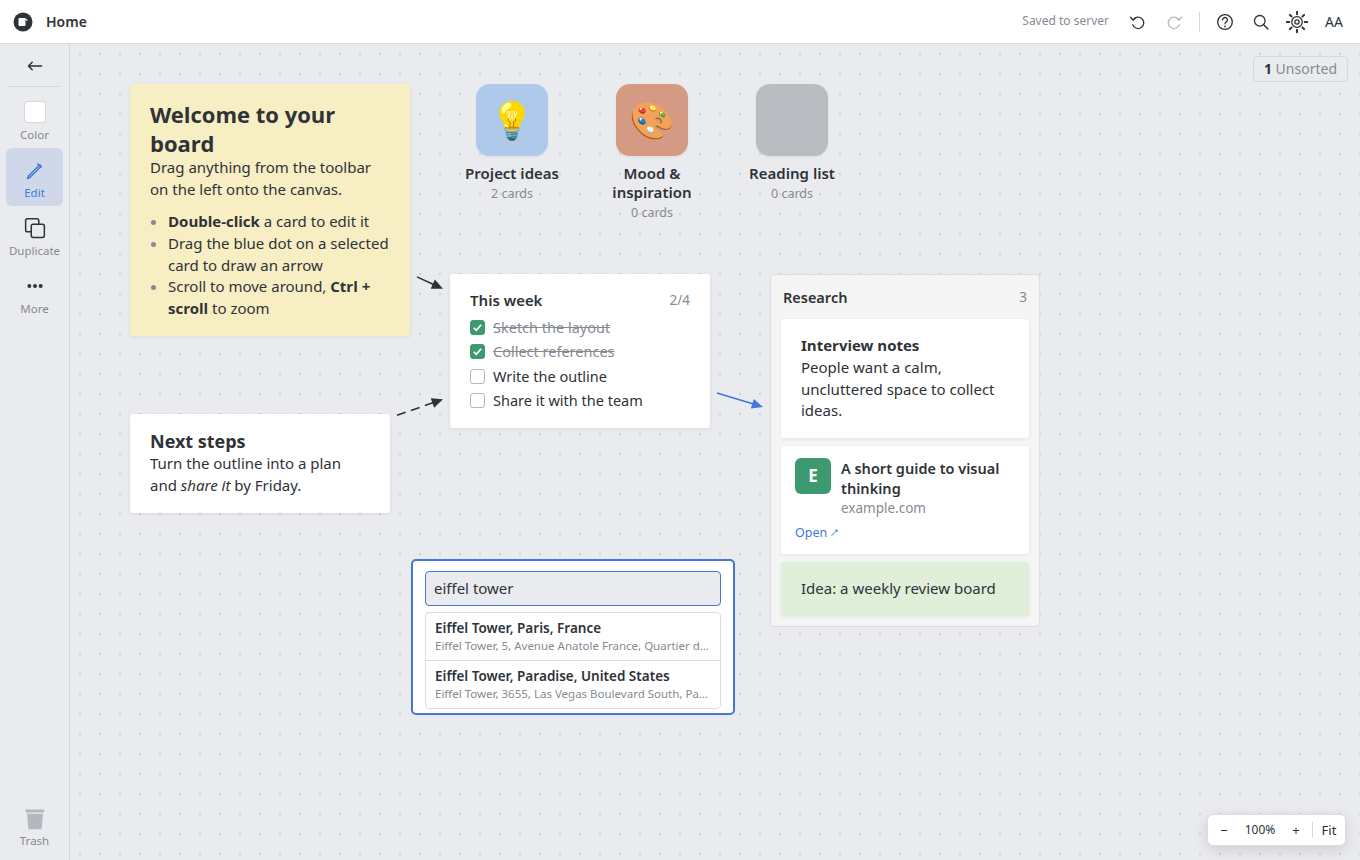 Home
Saved to server
AA
1 Unsorted
Color
Edit
Duplicate
More
Trash
Welcome to your
board
Drag anything from the toolbar
on the left onto the canvas.
Double-click a card to edit it
Drag the blue dot on a selected
card to draw an arrow
Scroll to move around, Ctrl +
scroll to zoom
Project ideas
2 cards
Mood &
inspiration
0 cards
Reading list
0 cards
This week 2/4
Sketch the layout
Collect references
Write the outline
Share it with the team
Next steps
Turn the outline into a plan
and share it by Friday.
Research 3
Interview notes
People want a calm,
uncluttered space to collect
ideas.
E
A short guide to visual
thinking
example.com
Open ↗
Idea: a weekly review board
eiffel tower
Eiffel Tower, Paris, France
Eiffel Tower, 5, Avenue Anatole France, Quartier d...
Eiffel Tower, Paradise, United States
Eiffel Tower, 3655, Las Vegas Boulevard South, Pa...
− 100% + Fit